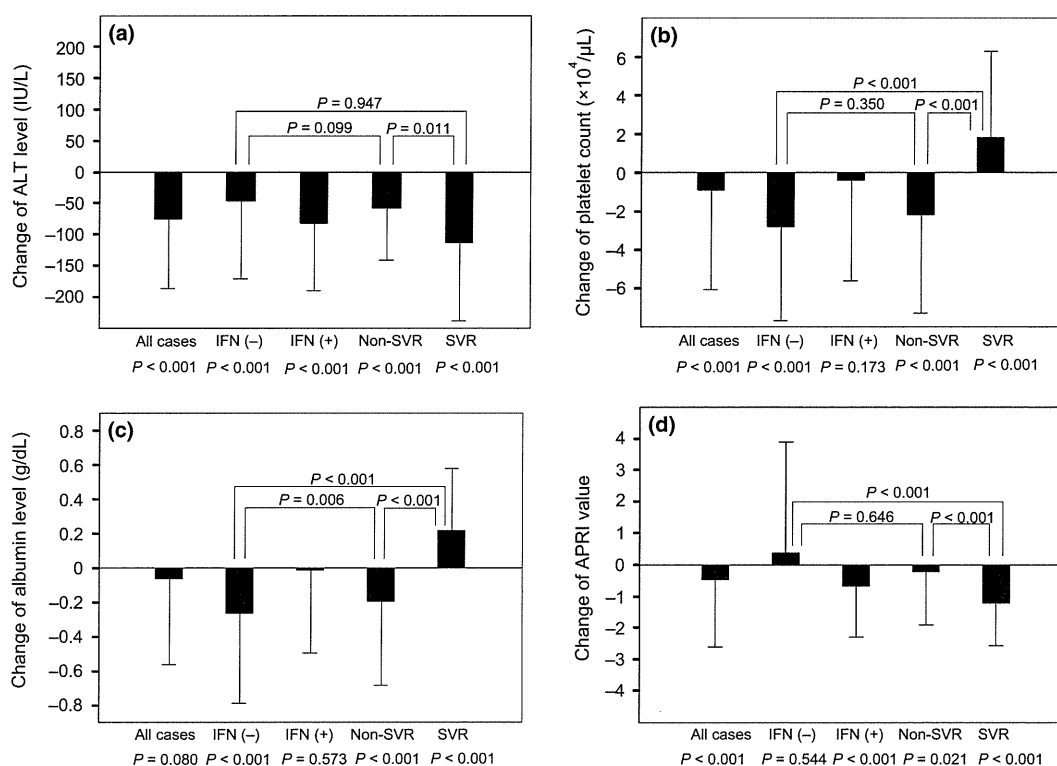 (a)
Change of ALT level (IU/L)
200
150
100
50
0
–50
–100
–150
–200
P = 0.947
P = 0.099 P = 0.011
All cases IFN (–) IFN (+) Non-SVR SVR
P < 0.001 P < 0.001 P < 0.001 P < 0.001 P < 0.001
(b)
Change of platelet count (×10⁴/µL)
6
4
2
0
–2
–4
–6
P < 0.001
P = 0.350 P < 0.001
All cases IFN (–) IFN (+) Non-SVR SVR
P < 0.001 P < 0.001 P = 0.173 P < 0.001 P < 0.001
(c)
Change of albumin level (g/dL)
0.8
0.6
0.4
0.2
0
–0.2
–0.4
–0.6
–0.8
P < 0.001
P = 0.006 P < 0.001
All cases IFN (–) IFN (+) Non-SVR SVR
P = 0.080 P < 0.001 P = 0.573 P < 0.001 P < 0.001
(d)
Change of APRI value
4
3
2
1
0
–1
–2
–3
–4
P < 0.001
P = 0.646 P < 0.001
All cases IFN (–) IFN (+) Non-SVR SVR
P < 0.001 P = 0.544 P < 0.001 P = 0.021 P < 0.001